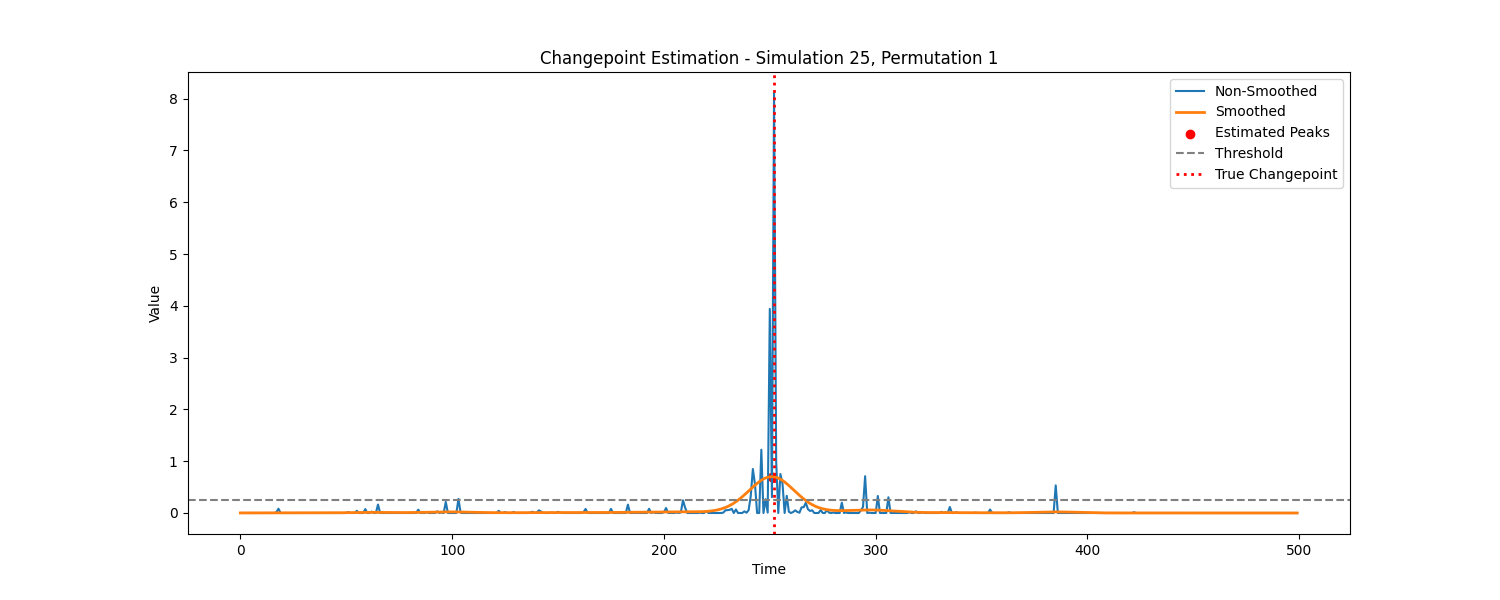 Changepoint Estimation - Simulation 25, Permutation 1
Non-Smoothed
Smoothed
Estimated Peaks
Threshold
True Changepoint
Value
8
7
6
5
4
3
2
1
0
0 100 200 300 400 500
Time